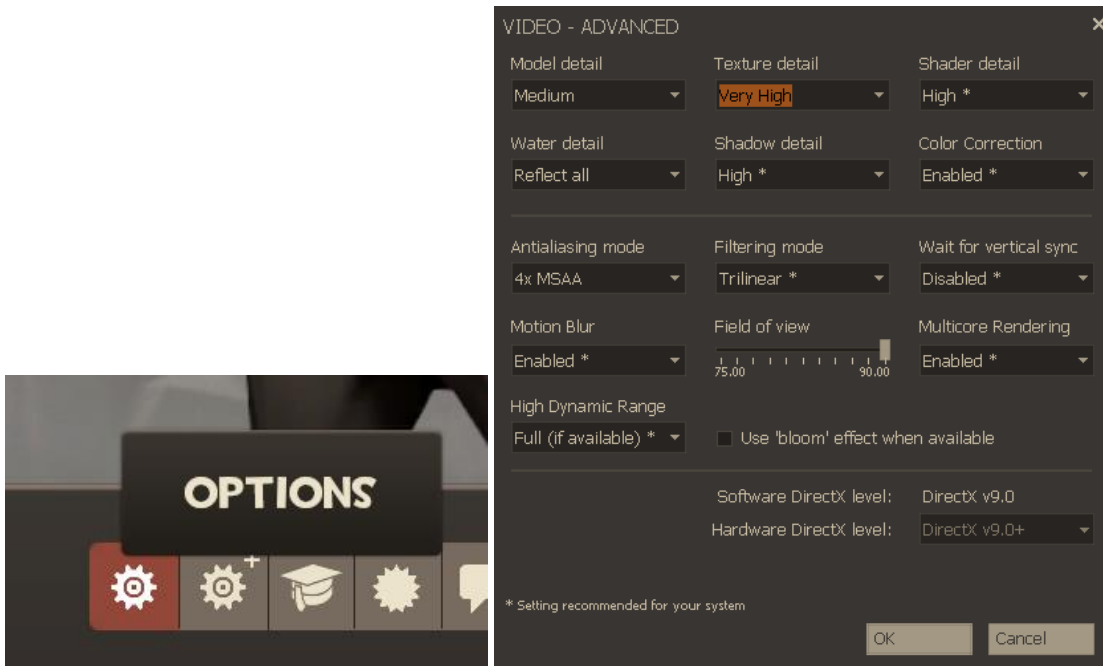 OPTIONS
VIDEO - ADVANCED
Model detail
Texture detail
Shader detail
Medium
Very High
High *
Water detail
Shadow detail
Color Correction
Reflect all
High *
Enabled *
Antialiasing mode
Filtering mode
Wait for vertical sync
4x MSAA
Trilinear *
Disabled *
Motion Blur
Field of view
Multicore Rendering
Enabled *
75.00
90.00
Enabled *
High Dynamic Range
Full (if available) *
Use 'bloom' effect when available
Software DirectX level:
DirectX v9.0
Hardware DirectX level:
DirectX v9.0+
* Setting recommended for your system
OK
Cancel